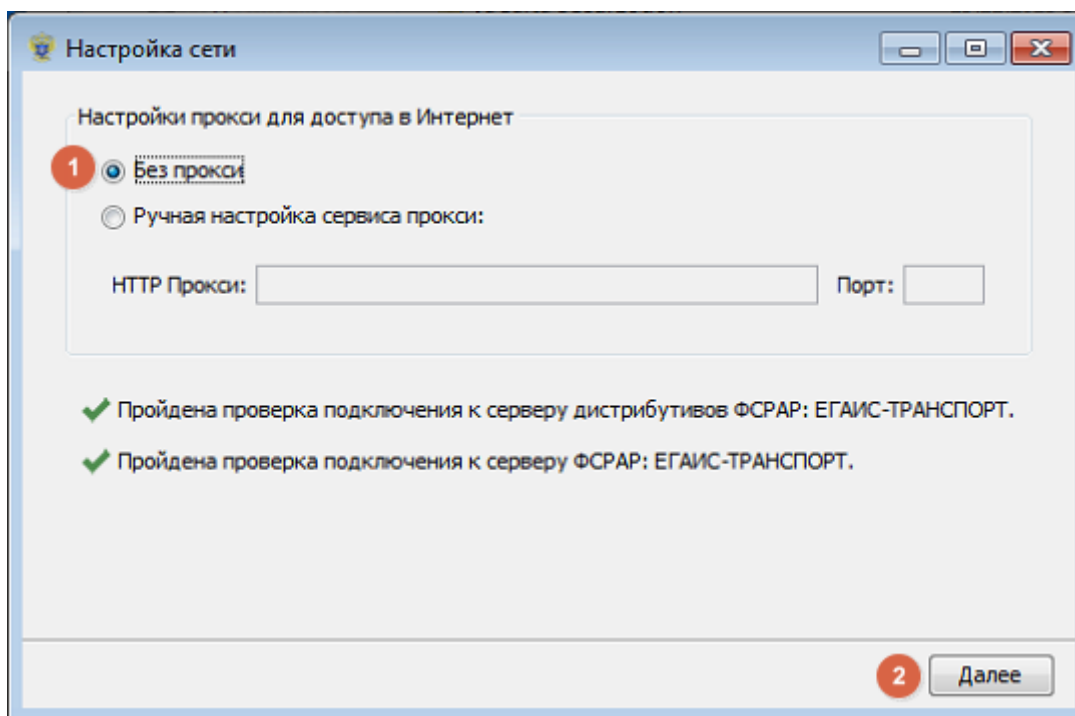 Настройка сети
Настройки прокси для доступа в Интернет
1 Без прокси
Ручная настройка сервиса прокси:
HTTP Прокси: Порт:
Пройдена проверка подключения к серверу дистрибутивов ФСРАР: ЕГАИС-ТРАНСПОРТ.
Пройдена проверка подключения к серверу ФСРАР: ЕГАИС-ТРАНСПОРТ.
2 Далее